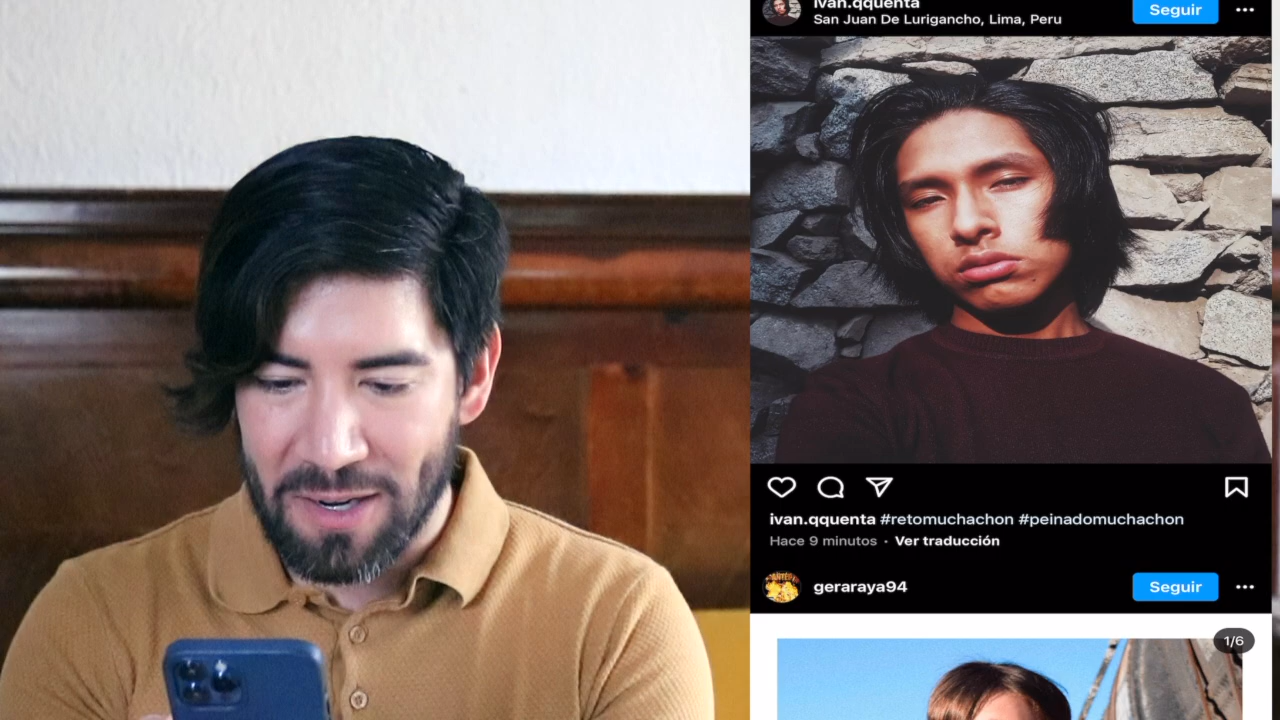 ivan.qquenta
San Juan De Lurigancho, Lima, Peru
Seguir
ivan.qquenta #retomuchachon #peinadomuchachon
Hace 9 minutos · Ver traducción
geraraya94
Seguir
1/6